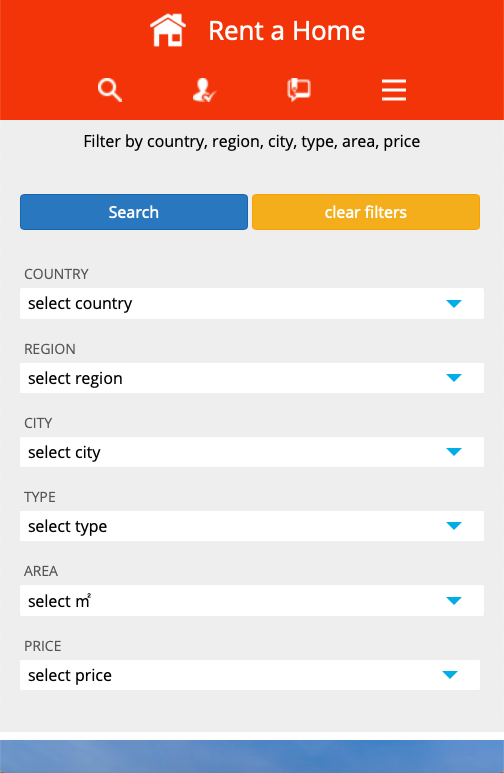 Rent a Home
Filter by country, region, city, type, area, price
Search
clear filters
COUNTRY
select country
REGION
select region
CITY
select city
TYPE
select type
AREA
select ㎡
PRICE
select price